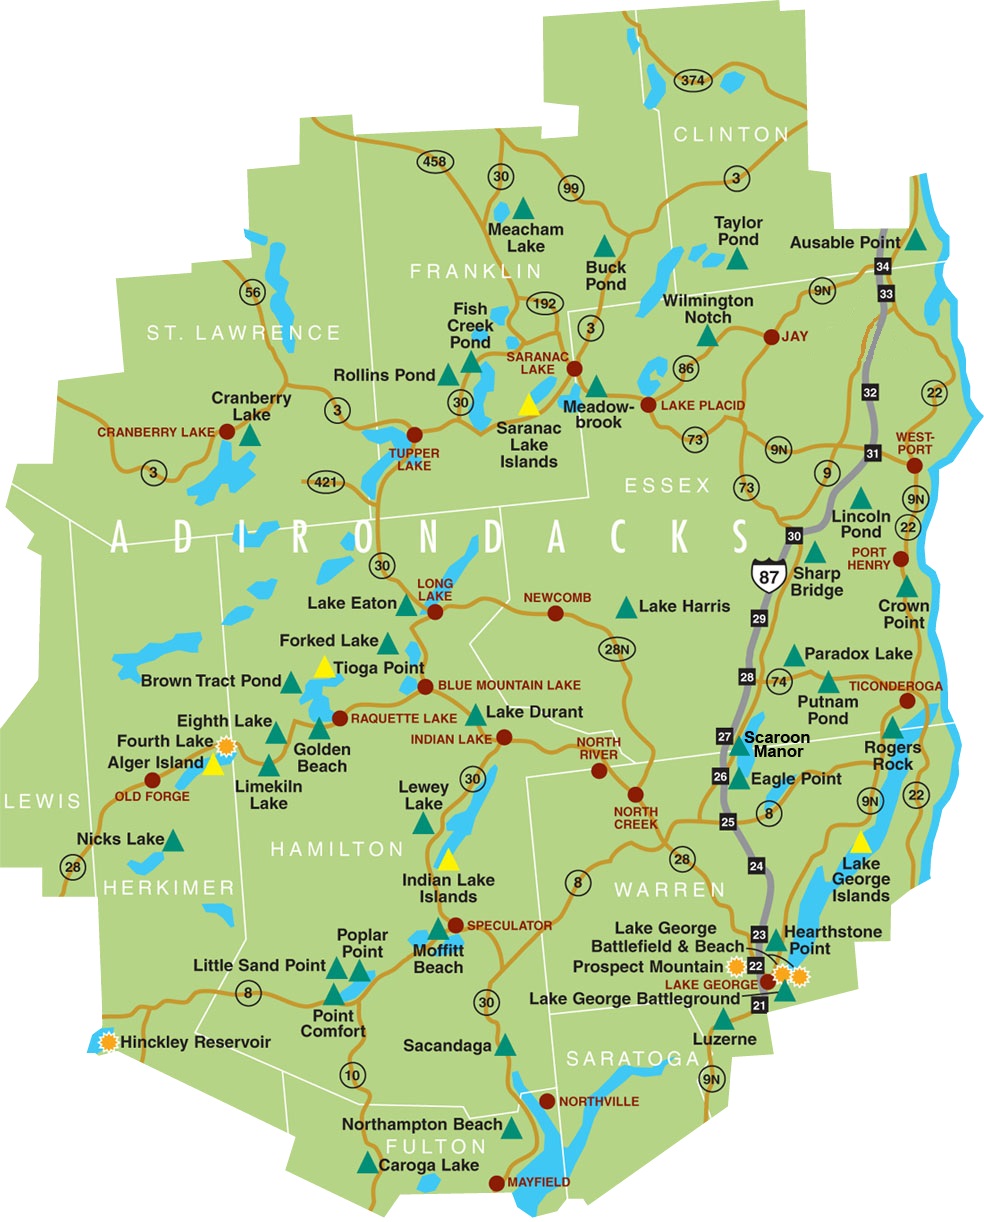 374
CLINTON
458
30
99
3
Meacham
Lake
Taylor
Pond
Ausable Point
Buck
Pond
FRANKLIN
34
33
56
192
9N
Wilmington
Notch
ST. LAWRENCE
Fish
Creek
Pond
3
JAY
SARANAC
LAKE
86
Rollins Pond
32
22
Cranberry
Lake
3
30
LAKE PLACID
Meadow-
brook
CRANBERRY LAKE
Saranac
Lake
Islands
TUPPER
LAKE
73
9N
31
WEST-
PORT
3
421
ESSEX
73
9
9N
Lincoln
Pond
22
ADIRONDACKS
30
PORT
HENRY
30
87
Sharp
Bridge
LONG
LAKE
Lake Eaton
NEWCOMB
Lake Harris
Crown
Point
29
Forked Lake
28N
Tioga Point
Paradox Lake
Brown Tract Pond
BLUE MOUNTAIN LAKE
28
74
TICONDEROGA
Putnam
Pond
Eighth Lake
RAQUETTE LAKE
Lake Durant
Fourth Lake
Golden
Beach
INDIAN LAKE
27
Scaroon
Manor
Rogers
Rock
NORTH
RIVER
Alger Island
Limekiln
Lake
30
26
Eagle Point
OLD FORGE
Lewey
Lake
LEWIS
NORTH
CREEK
25
8
9N
22
Nicks Lake
HAMILTON
28
24
Lake
George
Islands
28
HERKIMER
Indian Lake
Islands
8
WARREN
SPECULATOR
Lake George
Battlefield & Beach
23
Hearthstone
Point
Poplar
Point
Moffitt
Beach
Little Sand Point
Prospect Mountain
22
LAKE GEORGE
8
30
Lake George Battleground
21
Point
Comfort
Hinckley Reservoir
Sacandaga
Luzerne
SARATOGA
10
9N
NORTHVILLE
Northampton Beach
FULTON
Caroga Lake
MAYFIELD